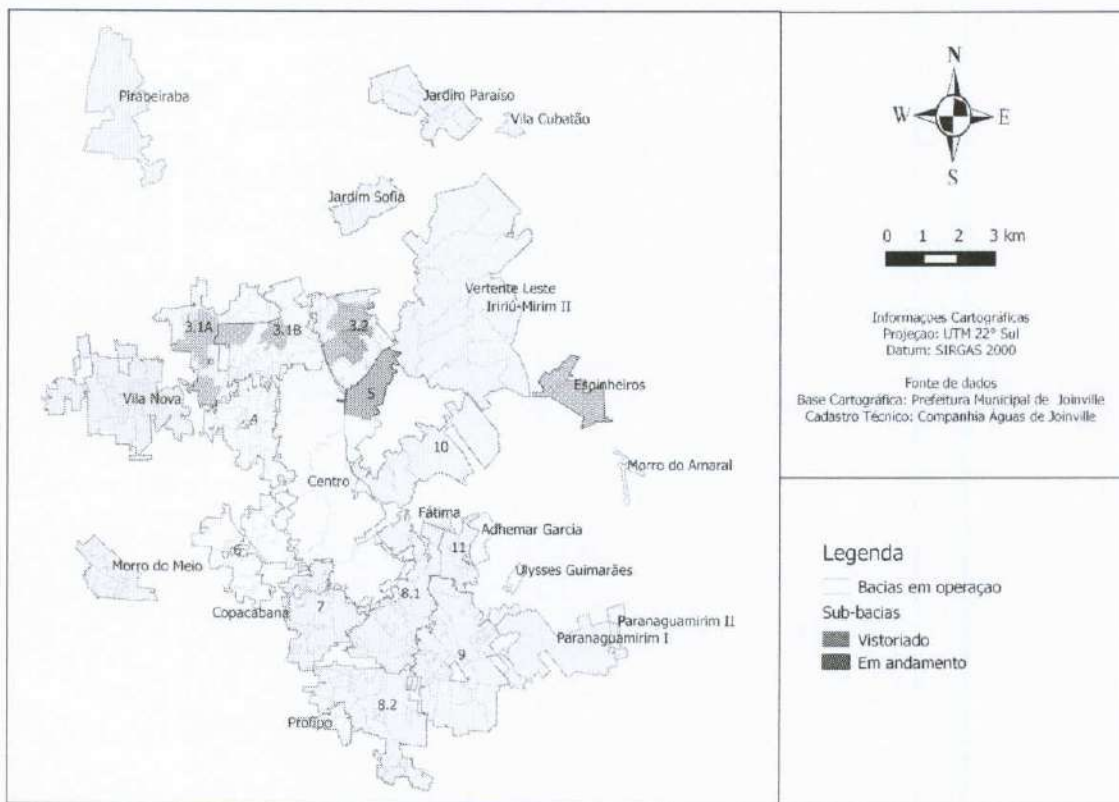 Pirabeiraba
Jardim Paraíso
Vila Cubatão
Jardim Sofia
Vertente Leste
Iririú-Mirim II
3.1A
3.1B
3.2
5
Espinheiros
Vila Nova
4
10
Morro do Amaral
Centro
Fátima
Adhemar Garcia
11
6
Morro do Meio
Ulysses Guimarães
Copacabana
7
8.1
Paranaguamirim II
Paranaguamirim I
9
8.2
Profipo
N
W
E
S
0 1 2 3 km
Informações Cartográficas
Projeção: UTM 22° Sul
Datum: SIRGAS 2000
Fonte de dados
Base Cartográfica: Prefeitura Municipal de Joinville
Cadastro Técnico: Companhia Águas de Joinville
Legenda
Bacias em operaçao
Sub-bacias
Vistoriado
Em andamento